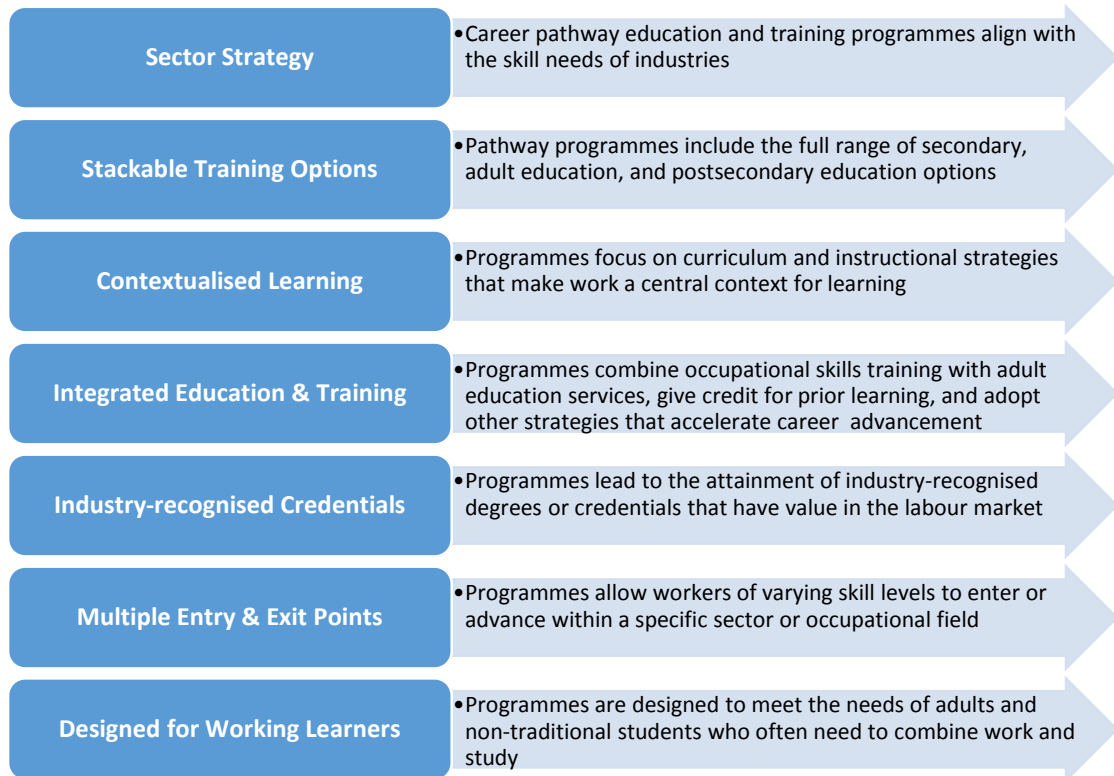 Sector Strategy
•Career pathway education and training programmes align with
the skill needs of industries
Stackable Training Options
•Pathway programmes include the full range of secondary,
adult education, and postsecondary education options
Contextualised Learning
•Programmes focus on curriculum and instructional strategies
that make work a central context for learning
Integrated Education & Training
•Programmes combine occupational skills training with adult
education services, give credit for prior learning, and adopt
other strategies that accelerate career  advancement
Industry-recognised Credentials
•Programmes lead to the attainment of industry-recognised
degrees or credentials that have value in the labour market
Multiple Entry & Exit Points
•Programmes allow workers of varying skill levels to enter or
advance within a specific sector or occupational field
Designed for Working Learners
•Programmes are designed to meet the needs of adults and
non-traditional students who often need to combine work and
study